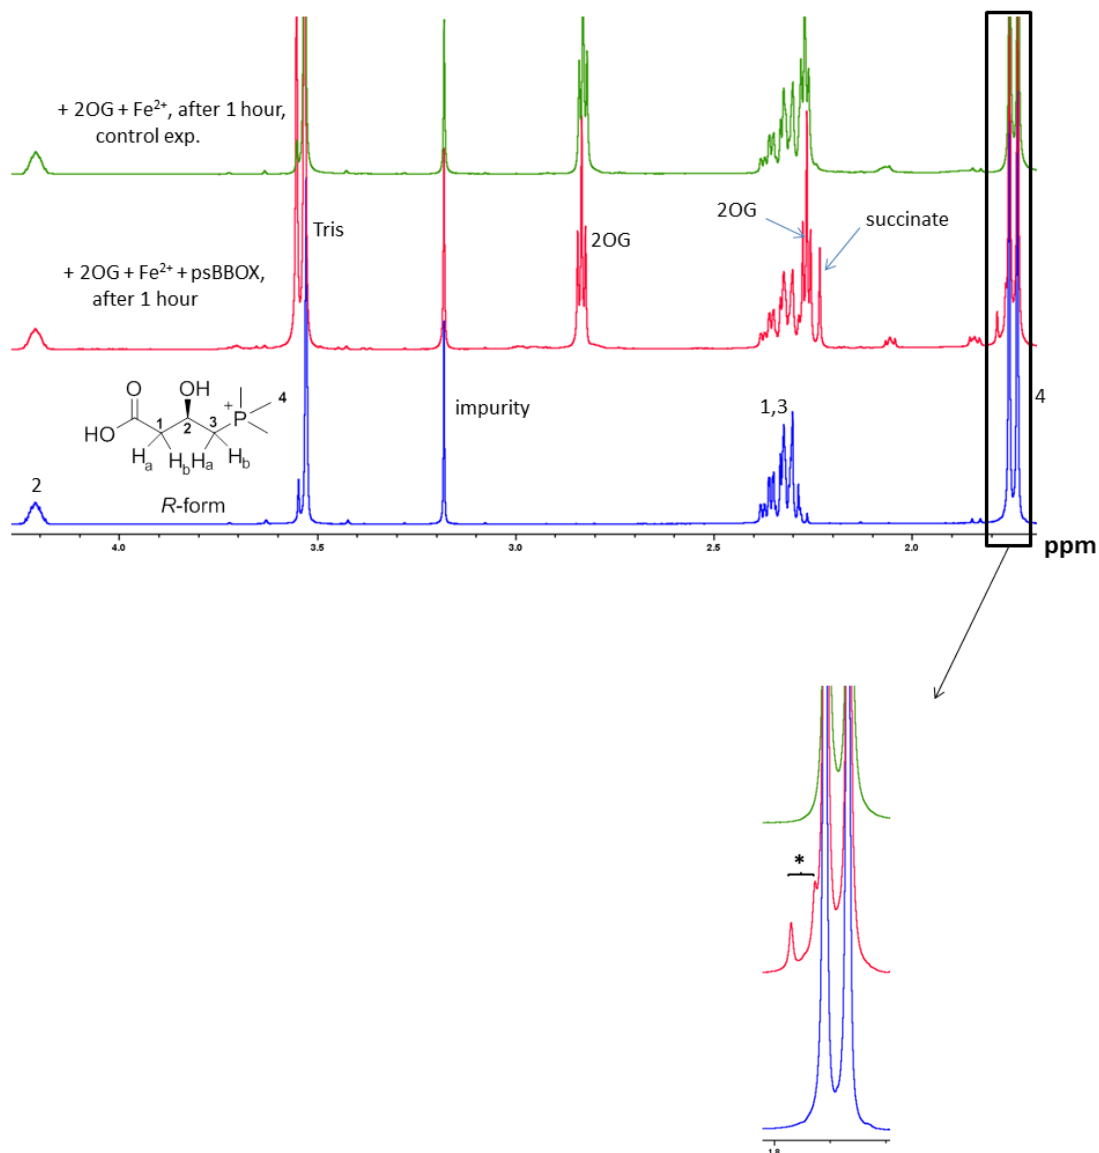 + 2OG + Fe²⁺, after 1 hour,
control exp.
Tris
2OG
2OG
succinate
+ 2OG + Fe²⁺ + psBBOX,
after 1 hour
O
OH
4
+
P
HO
1
2
3
Hₐ
H_b
Hₐ
H_b
impurity
1,3
4
2
R-form
4.0
3.5
3.0
2.5
2.0
ppm
*
1.8